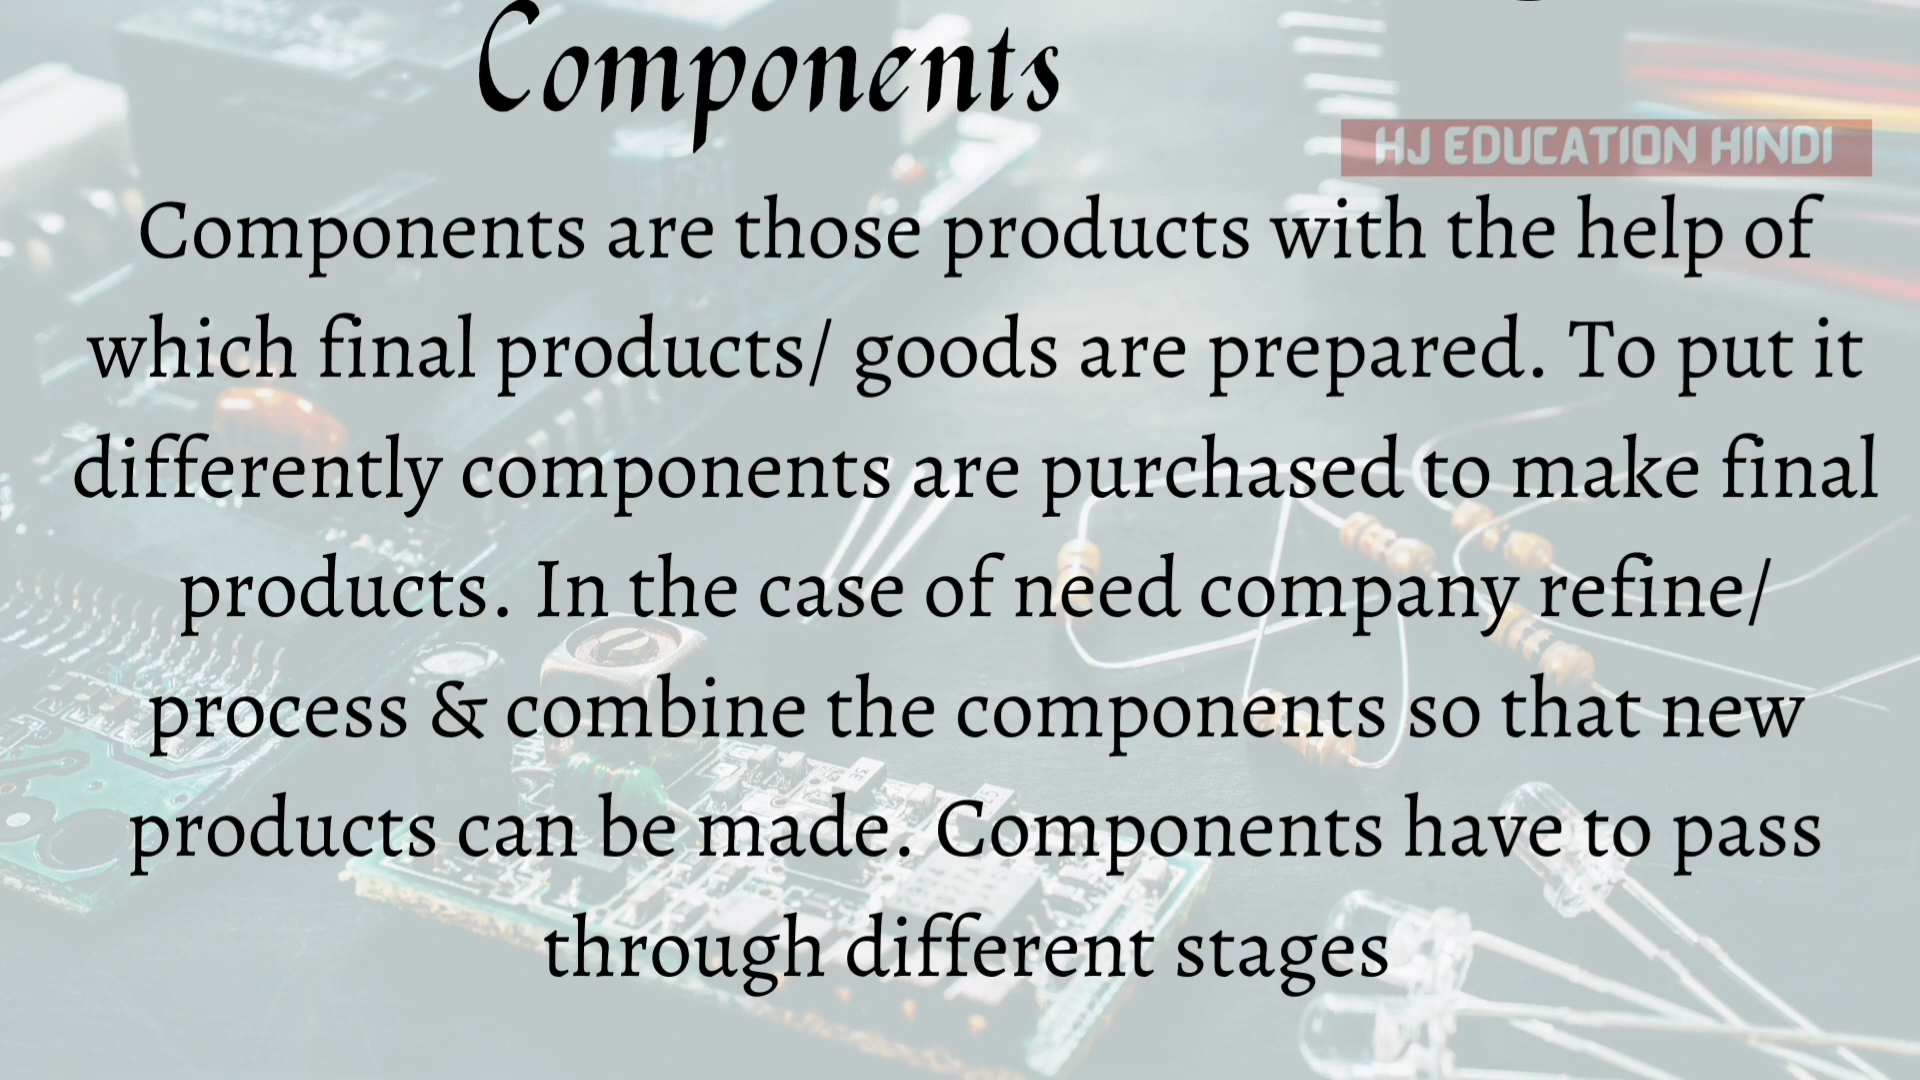 Components
HJ EDUCATION HINDI
Components are those products with the help of
which final products/ goods are prepared. To put it
differently components are purchased to make final
products. In the case of need company refine/
process & combine the components so that new
products can be made. Components have to pass
through different stages